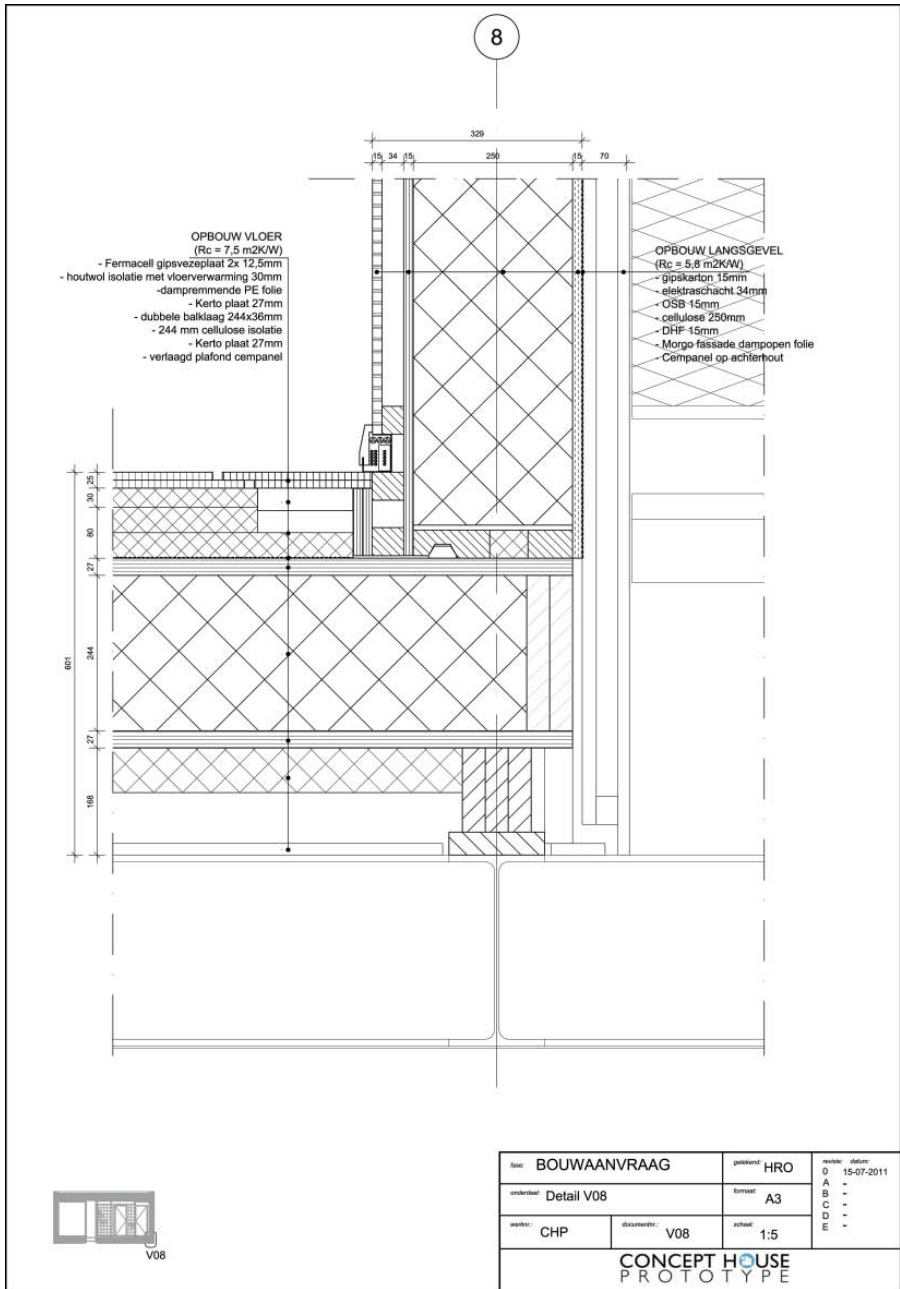 8
329
15 34 15 250 15 70
OPBOUW VLOER
(Rc = 7,5 m2K/W)
- Fermacell gipsvezeplaat 2x 12,5mm
- houtwol isolatie met vloerverwarming 30mm
-dampremmende PE folie
- Kerto plaat 27mm
- dubbele balklaag 244x36mm
- 244 mm cellulose isolatie
- Kerto plaat 27mm
- verlaagd plafond cempanel
OPBOUW LANGSGEVEL
(Rc = 5,8 m2K/W)
- gipskarton 15mm
- elektraschacht 34mm
- OSB 15mm
- cellulose 250mm
- DHF 15mm
- Morgo fassade dampopen folie
- Cempanel op achterhout
25
30
80
27
244
27
168
601
V08
fase: BOUWAANVRAAG
getekend: HRO
revisie: datum:
0 15-07-2011
A -
B -
C -
D -
E -
onderdeel: Detail V08
formaat: A3
werknr.: CHP
documentnr.: V08
schaal: 1:5
CONCEPT HOUSE
PROTOTYPE